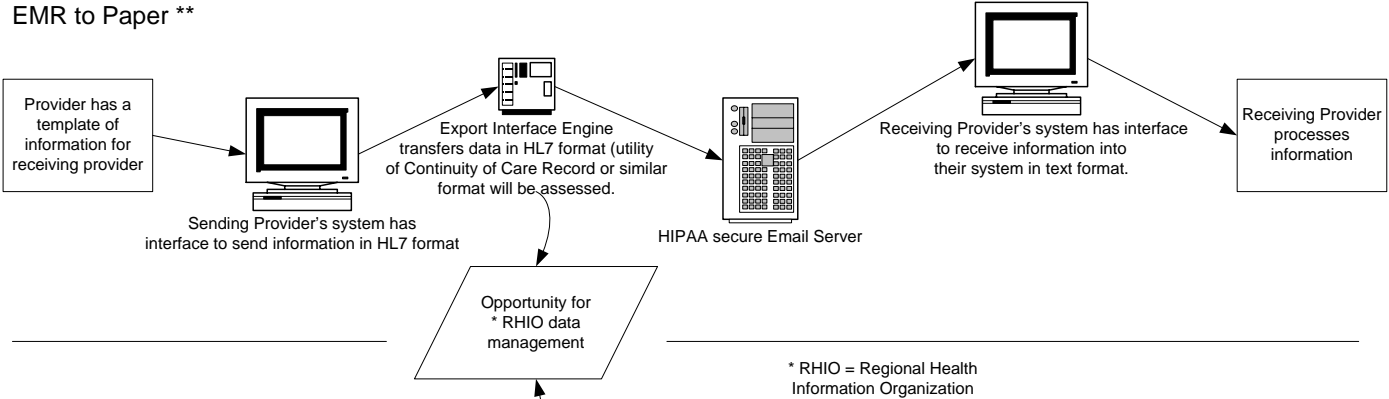 EMR to Paper **
Provider has a
template of
information for
receiving provider
Sending Provider's system has
interface to send information in HL7 format
Export Interface Engine
transfers data in HL7 format (utility
of Continuity of Care Record or similar
format will be assessed.
HIPAA secure Email Server
Receiving Provider's system has interface
to receive information into
their system in text format.
Receiving Provider
processes
information
Opportunity for
* RHIO data
management
* RHIO = Regional Health
Information Organization